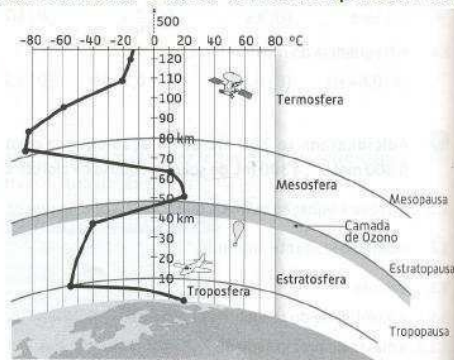 500
-80 -60 -40 -20 0 20 40 60 80 °C
120
110
100
90
80 km
70
60
50
40 km
30
20
10
Termosfera
Mesosfera
Mesopausa
Camada
de Ozono
Estratopausa
Estratosfera
Troposfera
Tropopausa